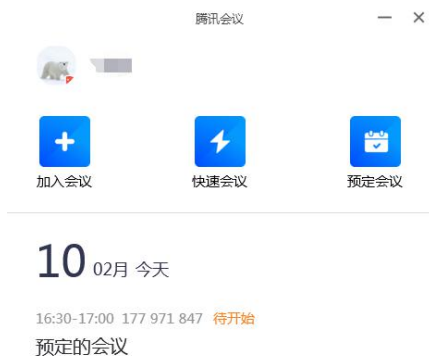 腾讯会议
加入会议 快速会议 预定会议
10 02月 今天
16:30-17:00 177 971 847 待开始
预定的会议